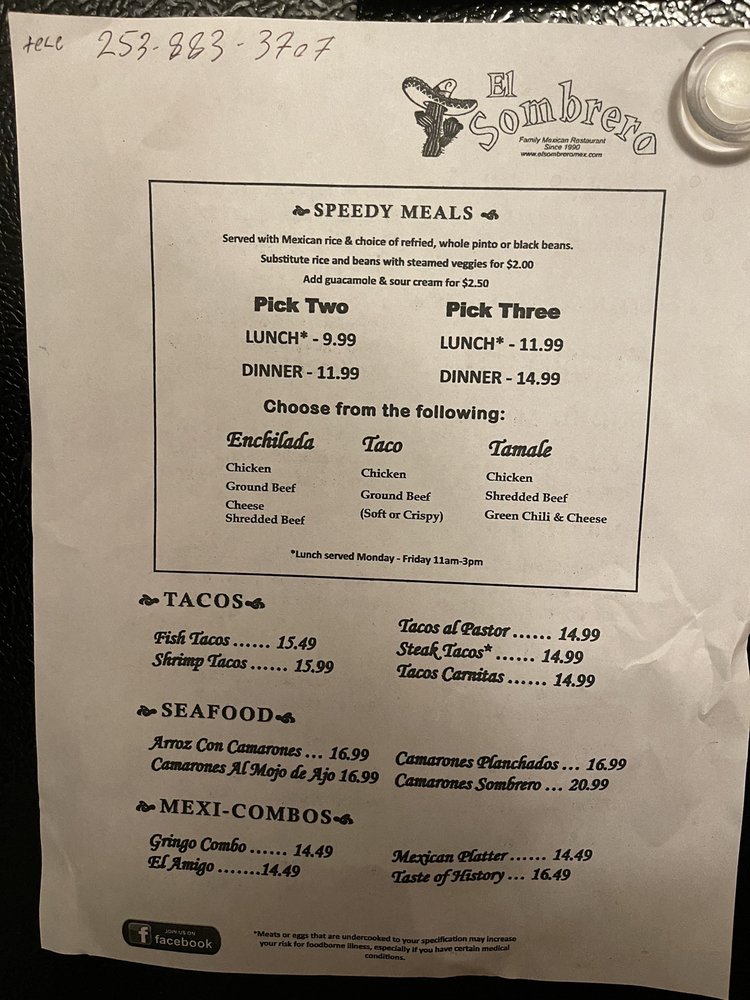 tele 253-883-3707
El
Sombrero
Family Mexican Restaurant
Since 1990
www.elsombreromex.com
SPEEDY MEALS
Served with Mexican rice & choice of refried, whole pinto or black beans.
Substitute rice and beans with steamed veggies for $2.00
Add guacamole & sour cream for $2.50
Pick Two
LUNCH* - 9.99
DINNER - 11.99
Pick Three
LUNCH* - 11.99
DINNER - 14.99
Choose from the following:
Enchilada
Chicken
Ground Beef
Cheese
Shredded Beef
Taco
Chicken
Ground Beef
(Soft or Crispy)
Tamale
Chicken
Shredded Beef
Green Chili & Cheese
*Lunch served Monday - Friday 11am-3pm
TACOS
Fish Tacos ...... 15.49
Shrimp Tacos ...... 15.99
Tacos al Pastor ...... 14.99
Steak Tacos* ...... 14.99
Tacos Carnitas ...... 14.99
SEAFOOD
Arroz Con Camarones ... 16.99
Camarones Al Mojo de Ajo 16.99
Camarones Planchados ... 16.99
Camarones Sombrero ... 20.99
MEXI-COMBOS
Gringo Combo ...... 14.49
El Amigo .......14.49
Mexican Platter ...... 14.49
Taste of History ... 16.49
JOIN US ON
facebook
*Meats or eggs that are undercooked to your specification may increase
your risk for foodborne illness, especially if you have certain medical
conditions.